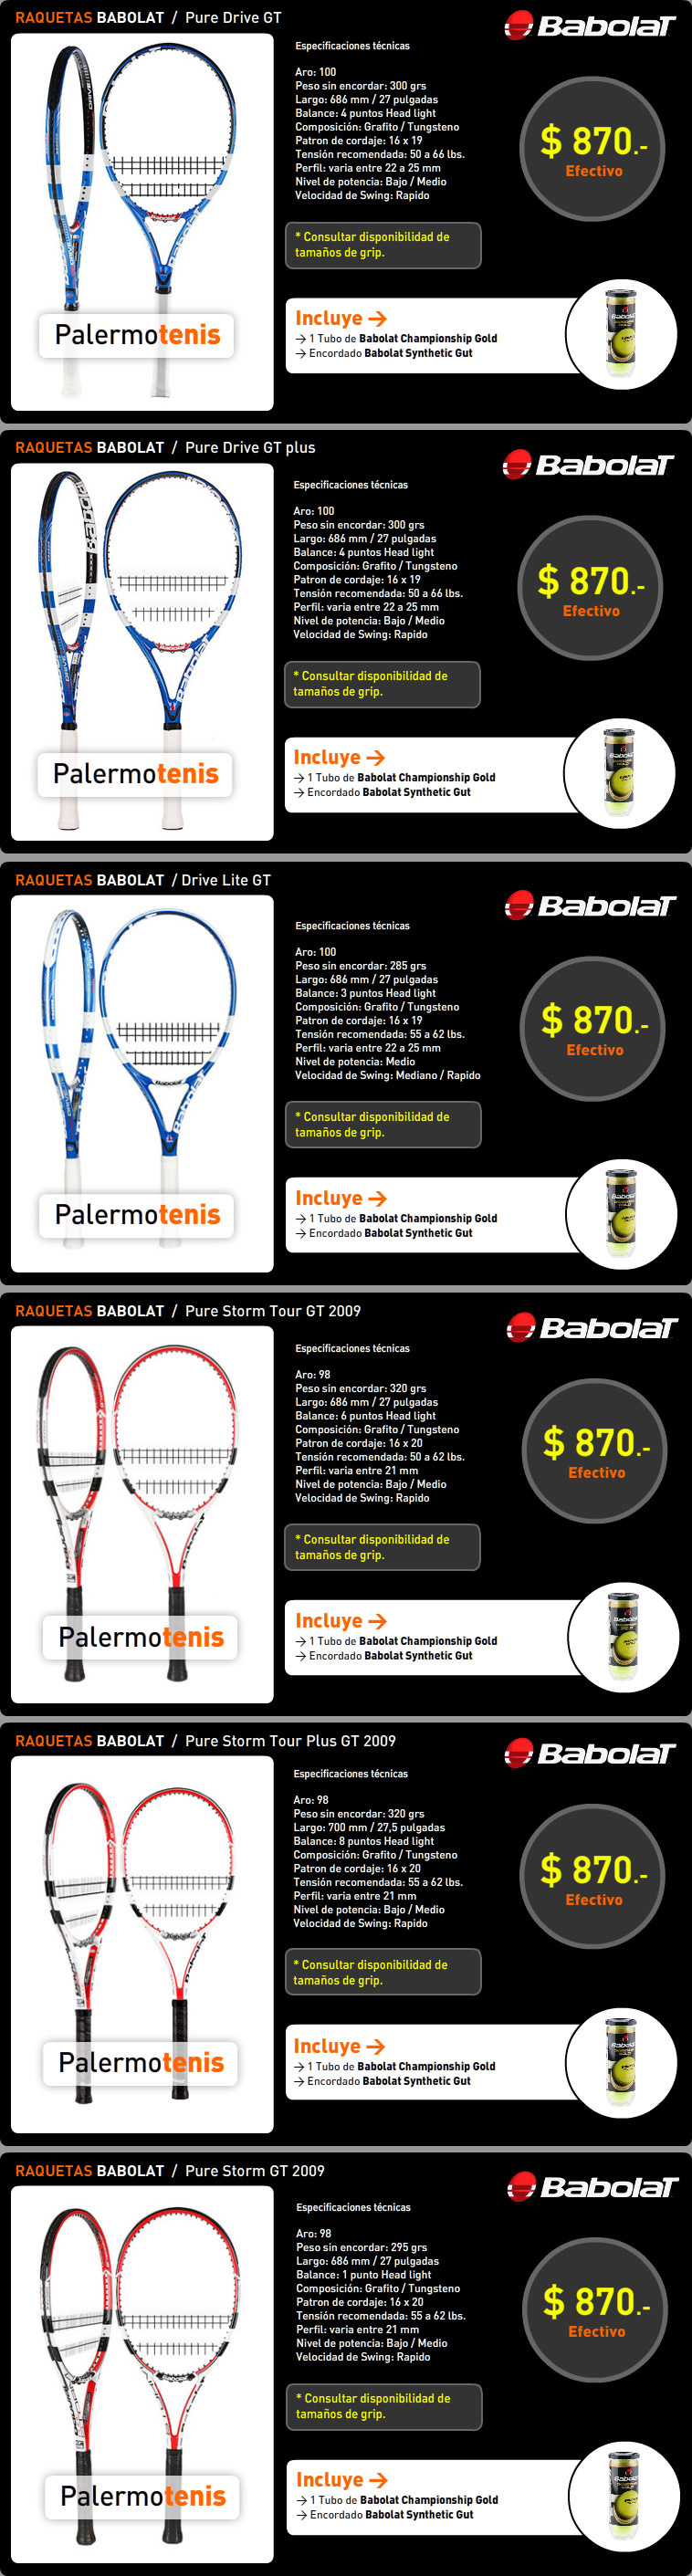 RAQUETAS BABOLAT / Pure Drive GT
Babolat
Especificaciones técnicas
Aro: 100
Peso sin encordar: 300 grs
Largo: 686 mm / 27 pulgadas
Balance: 4 puntos Head light
Composición: Grafito / Tungsteno
Patron de cordaje: 16 x 19
Tensión recomendada: 50 a 66 lbs.
Perfil: varia entre 22 a 25 mm
Nivel de potencia: Bajo / Medio
Velocidad de Swing: Rapido
$ 870.-
Efectivo
* Consultar disponibilidad de
tamaños de grip.
Palermotenis
Incluye →
→ 1 Tubo de Babolat Championship Gold
→ Encordado Babolat Synthetic Gut
RAQUETAS BABOLAT / Pure Drive GT plus
Babolat
Especificaciones técnicas
Aro: 100
Peso sin encordar: 300 grs
Largo: 686 mm / 27 pulgadas
Balance: 4 puntos Head light
Composición: Grafito / Tungsteno
Patron de cordaje: 16 x 19
Tensión recomendada: 50 a 66 lbs.
Perfil: varia entre 22 a 25 mm
Nivel de potencia: Bajo / Medio
Velocidad de Swing: Rapido
$ 870.-
Efectivo
* Consultar disponibilidad de
tamaños de grip.
Palermotenis
Incluye →
→ 1 Tubo de Babolat Championship Gold
→ Encordado Babolat Synthetic Gut
RAQUETAS BABOLAT / Drive Lite GT
Babolat
Especificaciones técnicas
Aro: 100
Peso sin encordar: 285 grs
Largo: 686 mm / 27 pulgadas
Balance: 3 puntos Head light
Composición: Grafito / Tungsteno
Patron de cordaje: 16 x 19
Tensión recomendada: 55 a 62 lbs.
Perfil: varia entre 22 a 25 mm
Nivel de potencia: Medio
Velocidad de Swing: Mediano / Rapido
$ 870.-
Efectivo
* Consultar disponibilidad de
tamaños de grip.
Palermotenis
Incluye →
→ 1 Tubo de Babolat Championship Gold
→ Encordado Babolat Synthetic Gut
RAQUETAS BABOLAT / Pure Storm Tour GT 2009
Babolat
Especificaciones técnicas
Aro: 98
Peso sin encordar: 320 grs
Largo: 686 mm / 27 pulgadas
Balance: 6 puntos Head light
Composición: Grafito / Tungsteno
Patron de cordaje: 16 x 20
Tensión recomendada: 50 a 62 lbs.
Perfil: varia entre 21 mm
Nivel de potencia: Bajo / Medio
Velocidad de Swing: Rapido
$ 870.-
Efectivo
* Consultar disponibilidad de
tamaños de grip.
Palermotenis
Incluye →
→ 1 Tubo de Babolat Championship Gold
→ Encordado Babolat Synthetic Gut
RAQUETAS BABOLAT / Pure Storm Tour Plus GT 2009
Babolat
Especificaciones técnicas
Aro: 98
Peso sin encordar: 320 grs
Largo: 700 mm / 27,5 pulgadas
Balance: 8 puntos Head light
Composición: Grafito / Tungsteno
Patron de cordaje: 16 x 20
Tensión recomendada: 55 a 62 lbs.
Perfil: varia entre 21 mm
Nivel de potencia: Bajo / Medio
Velocidad de Swing: Rapido
$ 870.-
Efectivo
* Consultar disponibilidad de
tamaños de grip.
Palermotenis
Incluye →
→ 1 Tubo de Babolat Championship Gold
→ Encordado Babolat Synthetic Gut
RAQUETAS BABOLAT / Pure Storm GT 2009
Babolat
Especificaciones técnicas
Aro: 98
Peso sin encordar: 295 grs
Largo: 686 mm / 27 pulgadas
Balance: 1 punto Head light
Composición: Grafito / Tungsteno
Patron de cordaje: 16 x 20
Tensión recomendada: 55 a 62 lbs.
Perfil: varia entre 21 mm
Nivel de potencia: Bajo / Medio
Velocidad de Swing: Rapido
$ 870.-
Efectivo
* Consultar disponibilidad de
tamaños de grip.
Palermotenis
Incluye →
→ 1 Tubo de Babolat Championship Gold
→ Encordado Babolat Synthetic Gut